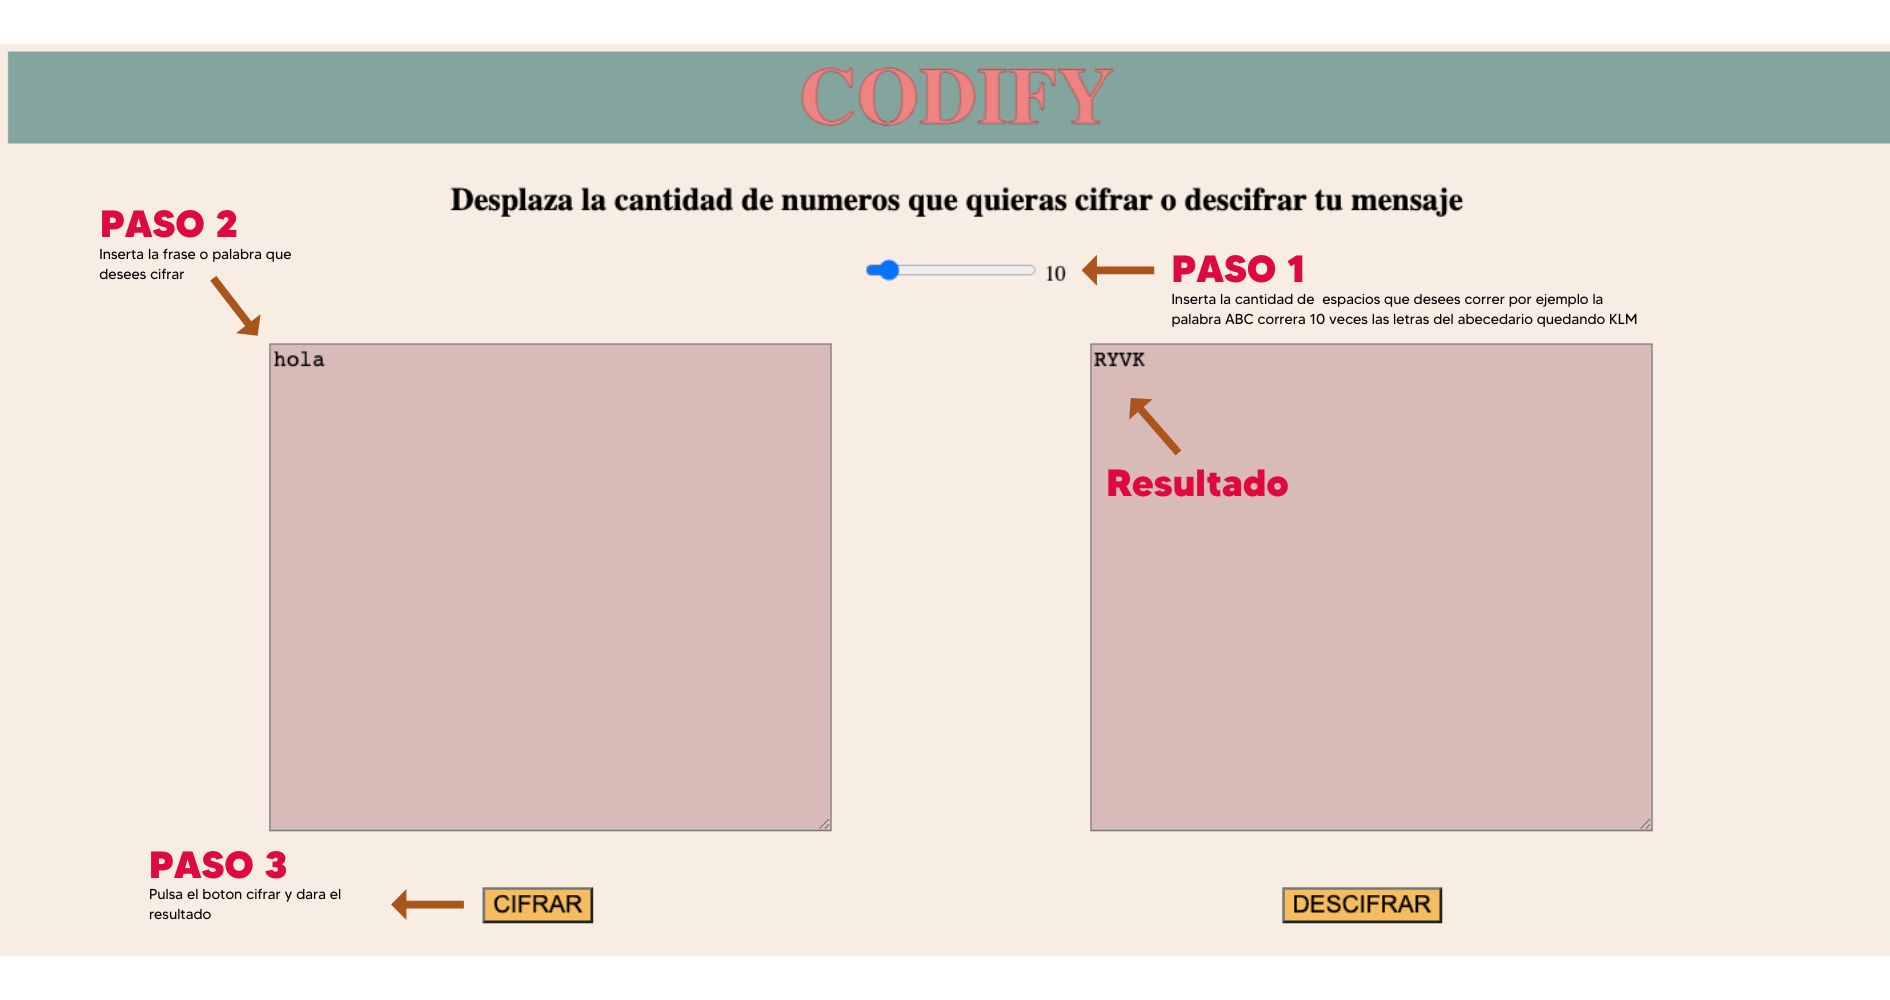 CODIFY
Desplaza la cantidad de numeros que quieras cifrar o descifrar tu mensaje
PASO 2
Inserta la frase o palabra que
desees cifrar
10
PASO 1
Inserta la cantidad de espacios que desees correr por ejemplo la
palabra ABC correra 10 veces las letras del abecedario quedando KLM
hola
RYVK
Resultado
PASO 3
Pulsa el boton cifrar y dara el
resultado
CIFRAR
DESCIFRAR